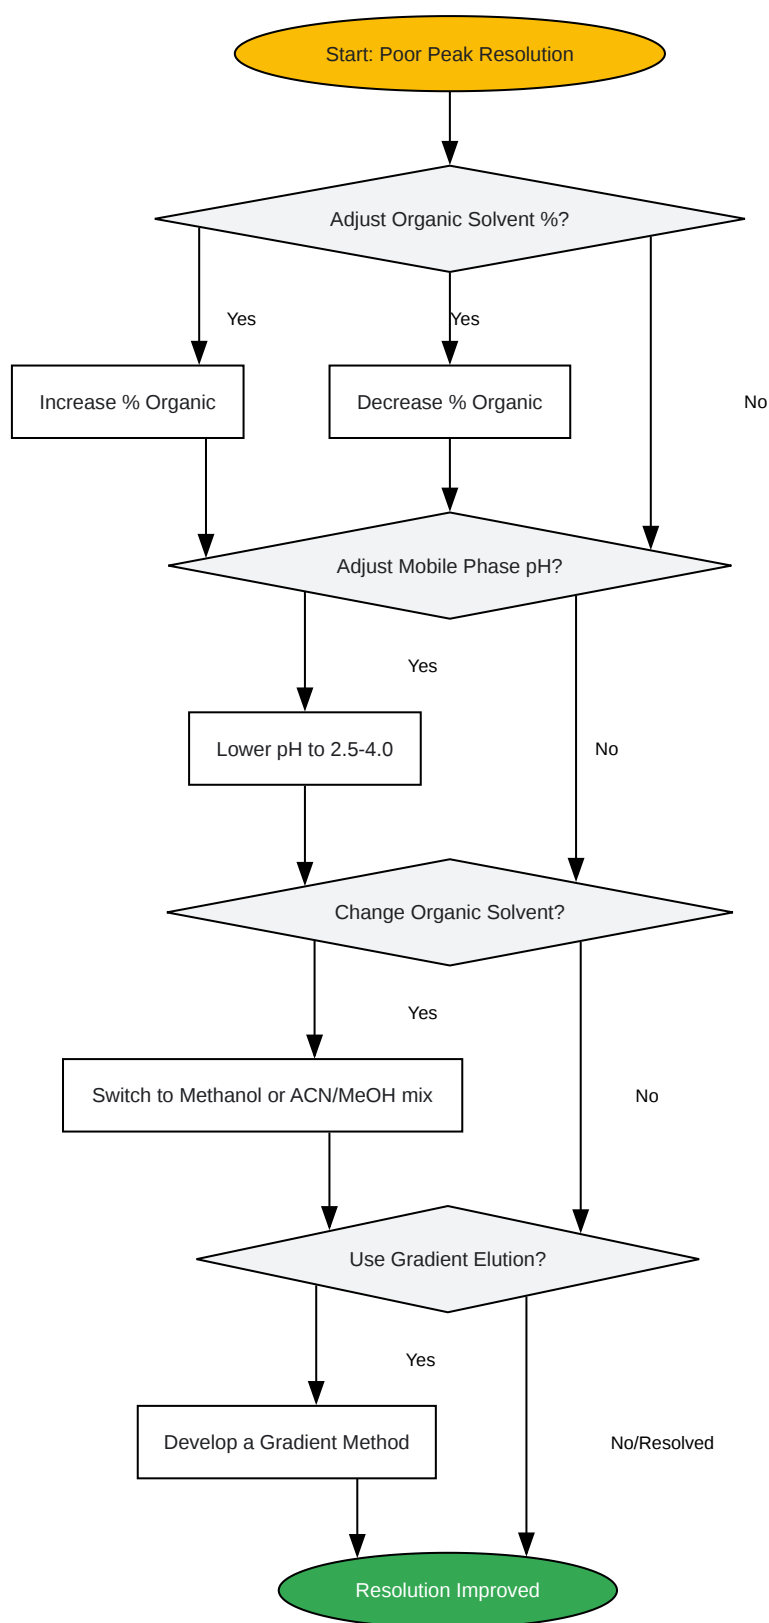 Start: Poor Peak Resolution
Adjust Organic Solvent %?
Yes
Yes
Increase % Organic
Decrease % Organic
No
Adjust Mobile Phase pH?
Yes
Lower pH to 2.5-4.0
No
Change Organic Solvent?
Yes
Switch to Methanol or ACN/MeOH mix
No
Use Gradient Elution?
Yes
Develop a Gradient Method
No/Resolved
Resolution Improved